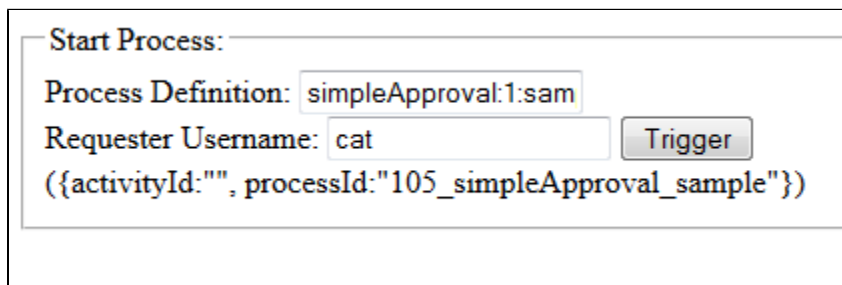 Start Process:
Process Definition: simpleApproval:1:sam
Requester Username: cat Trigger
({activityId:"", processId:"105_simpleApproval_sample"})